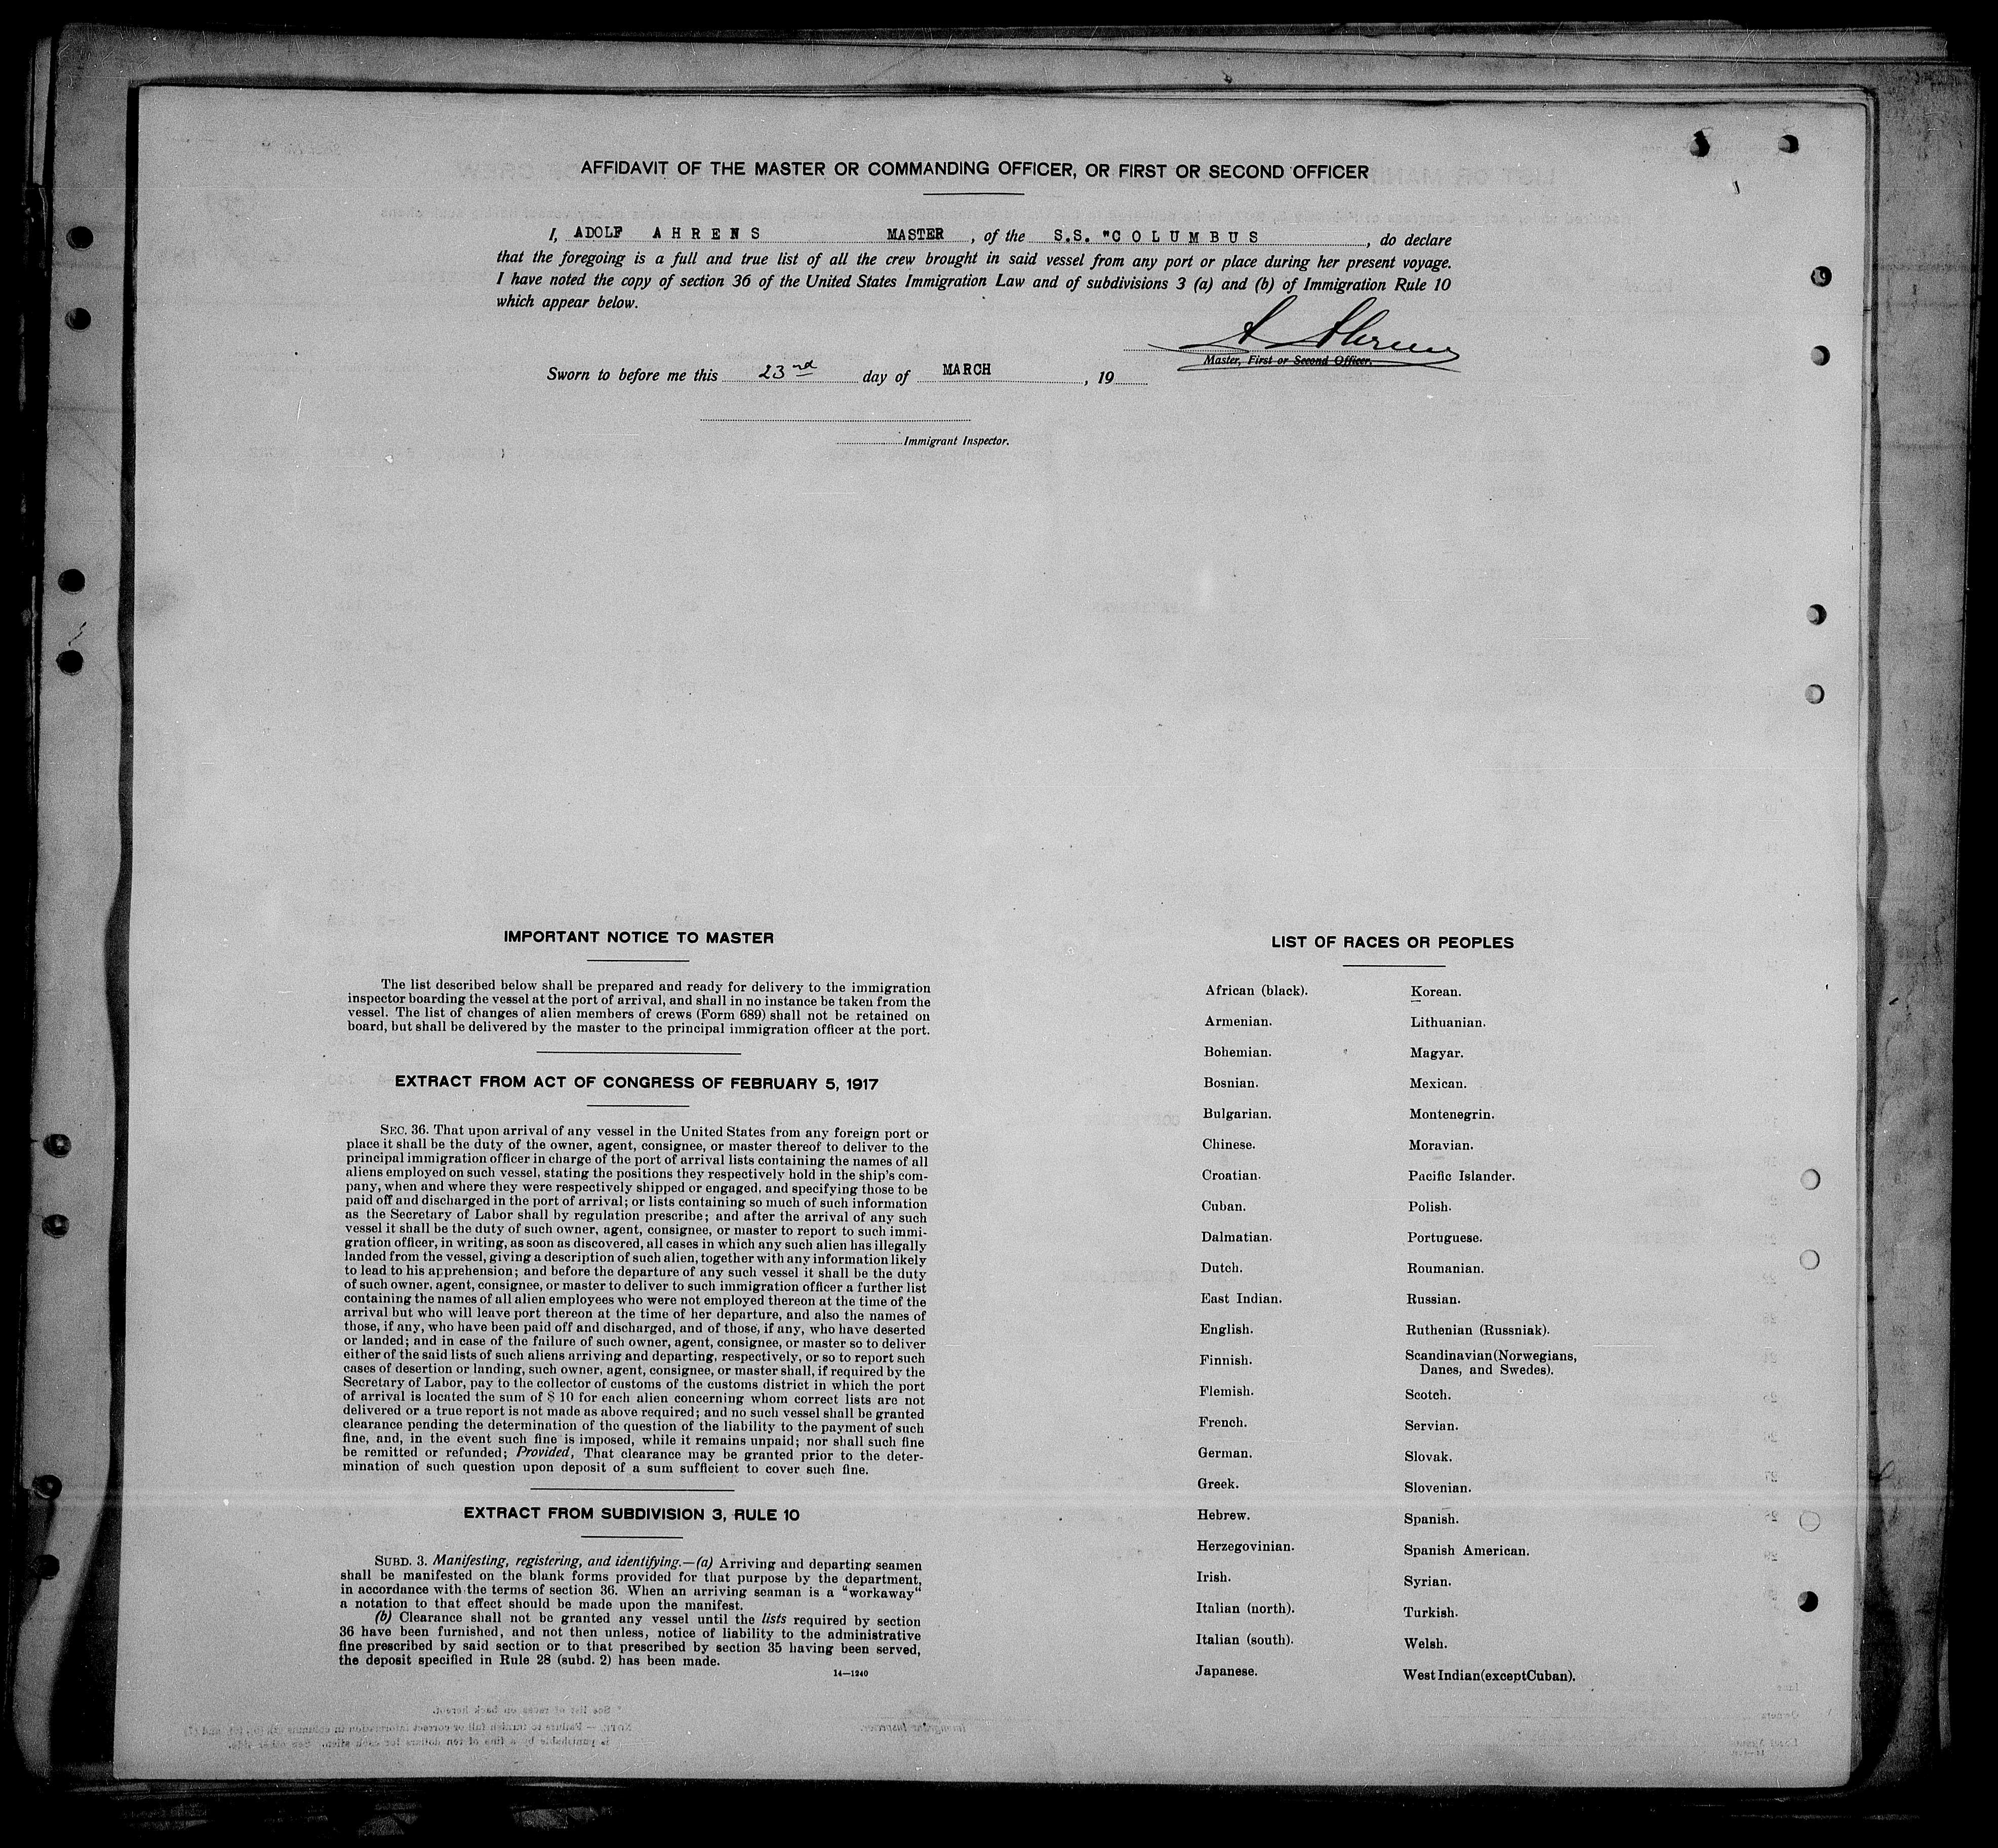 AFFIDAVIT OF THE MASTER OR COMMANDING OFFICER, OR FIRST OR SECOND OFFICER
I, ADOLF AHRENS MASTER, of the S.S. "COLUMBUS, do declare
that the foregoing is a full and true list of all the crew brought in said vessel from any port or place during her present voyage.
I have noted the copy of section 36 of the United States Immigration Law and of subdivisions 3 (a) and (b) of Immigration Rule 10
which appear below.
A Ahrens
Master, First or Second Officer.
Sworn to before me this 23rd day of MARCH, 19
Immigrant Inspector.
IMPORTANT NOTICE TO MASTER
The list described below shall be prepared and ready for delivery to the immigration
inspector boarding the vessel at the port of arrival, and shall in no instance be taken from the
vessel. The list of changes of alien members of crews (Form 689) shall not be retained on
board, but shall be delivered by the master to the principal immigration officer at the port.
EXTRACT FROM ACT OF CONGRESS OF FEBRUARY 5, 1917
SEC. 36. That upon arrival of any vessel in the United States from any foreign port or
place it shall be the duty of the owner, agent, consignee, or master thereof to deliver to the
principal immigration officer in charge of the port of arrival lists containing the names of all
aliens employed on such vessel, stating the positions they respectively hold in the ship's com-
pany, when and where they were respectively shipped or engaged, and specifying those to be
paid off and discharged in the port of arrival; or lists containing so much of such information
as the Secretary of Labor shall by regulation prescribe; and after the arrival of any such
vessel it shall be the duty of such owner, agent, consignee, or master to report to such immi-
gration officer, in writing, as soon as discovered, all cases in which any such alien has illegally
landed from the vessel, giving a description of such alien, together with any information likely
to lead to his apprehension; and before the departure of any such vessel it shall be the duty
of such owner, agent, consignee, or master to deliver to such immigration officer a further list
containing the names of all alien employees who were not employed thereon at the time of the
arrival but who will leave port thereon at the time of her departure, and also the names of
those, if any, who have been paid off and discharged, and of those, if any, who have deserted
or landed; and in case of the failure of such owner, agent, consignee, or master so to deliver
either of the said lists of such aliens arriving and departing, respectively, or so to report such
cases of desertion or landing, such owner, agent, consignee, or master shall, if required by the
Secretary of Labor, pay to the collector of customs of the customs district in which the port
of arrival is located the sum of $ 10 for each alien concerning whom correct lists are not
delivered or a true report is not made as above required; and no such vessel shall be granted
clearance pending the determination of the question of the liability to the payment of such
fine, and, in the event such fine is imposed, while it remains unpaid; nor shall such fine
be remitted or refunded; Provided, That clearance may be granted prior to the deter-
mination of such question upon deposit of a sum sufficient to cover such fine.
EXTRACT FROM SUBDIVISION 3, RULE 10
SUBD. 3. Manifesting, registering, and identifying.—(a) Arriving and departing seamen
shall be manifested on the blank forms provided for that purpose by the department,
in accordance with the terms of section 36. When an arriving seaman is a "workaway"
a notation to that effect should be made upon the manifest.
(b) Clearance shall not be granted any vessel until the lists required by section
36 have been furnished, and not then unless, notice of liability to the administrative
fine prescribed by said section or to that prescribed by section 35 having been served,
the deposit specified in Rule 28 (subd. 2) has been made.
14—1240
LIST OF RACES OR PEOPLES
African (black).
Armenian.
Bohemian.
Bosnian.
Bulgarian.
Chinese.
Croatian.
Cuban.
Dalmatian.
Dutch.
East Indian.
English.
Finnish.
Flemish.
French.
German.
Greek.
Hebrew.
Herzegovinian.
Irish.
Italian (north).
Italian (south).
Japanese.
Korean.
Lithuanian.
Magyar.
Mexican.
Montenegrin.
Moravian.
Pacific Islander.
Polish.
Portuguese.
Roumanian.
Russian.
Ruthenian (Russniak).
Scandinavian(Norwegians,
Danes, and Swedes).
Scotch.
Servian.
Slovak.
Slovenian.
Spanish.
Spanish American.
Syrian.
Turkish.
Welsh.
West Indian(exceptCuban).